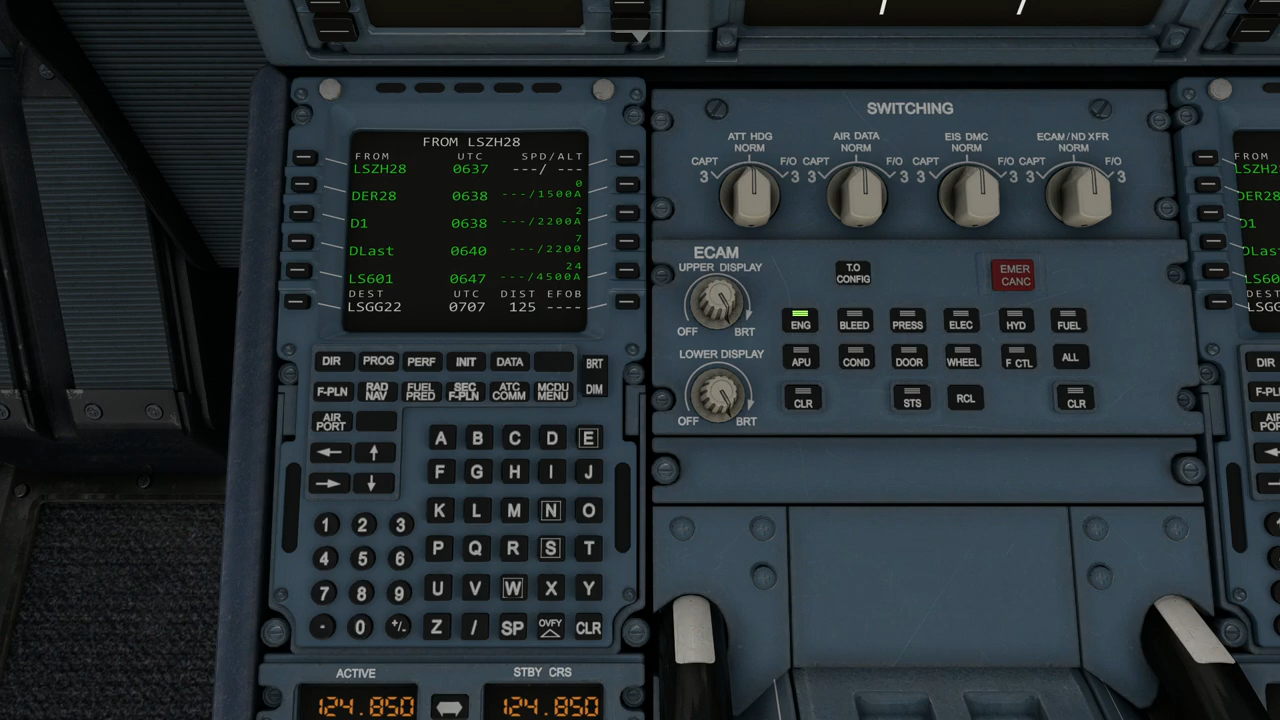 FROM LSZH28
FROM UTC SPD/ALT
LSZH28 0637 ---/ ---
0
DER28 0638 ---/1500A
2
D1 0638 ---/2200A
7
DLast 0640 ---/2200
24
LS601 0647 ---/4500A
DEST UTC DIST EFOB
LSGG22 0707 125 ----
DIR PROG PERF INIT DATA BRT
F-PLN RAD NAV FUEL PRED SEC F-PLN ATC COMM MCDU MENU DIM
AIR PORT
← ↑
→ ↓
A B C D E
F G H I J
K L M N O
P Q R S T
U V W X Y
Z / SP OVFY CLR
1 2 3
4 5 6
7 8 9
. 0 +/-
ACTIVE STBY CRS
124.850 124.850
SWITCHING
ATT HDG AIR DATA EIS DMC ECAM/ND XFR
NORM NORM NORM NORM
CAPT F/O CAPT F/O CAPT F/O CAPT F/O
3 3 3 3 3 3 3 3
ECAM
UPPER DISPLAY
OFF BRT
T.O CONFIG
EMER CANC
ENG BLEED PRESS ELEC HYD FUEL
LOWER DISPLAY
OFF BRT
APU COND DOOR WHEEL F CTL ALL
CLR STS RCL CLR
FROM
DIR